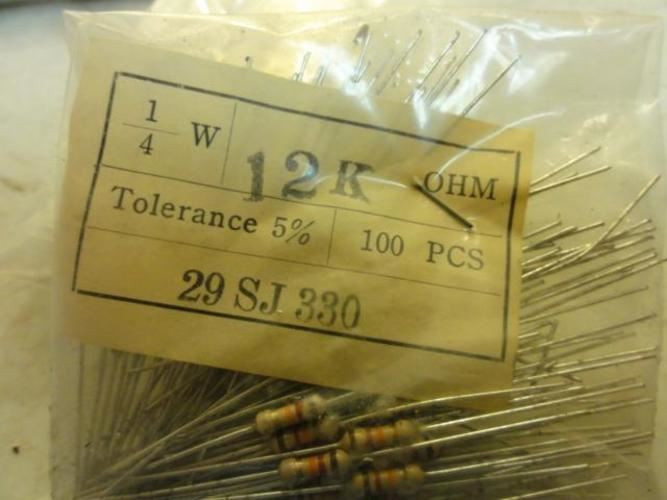 1/4 W 12K OHM
Tolerance 5% 100 PCS
29 SJ 330